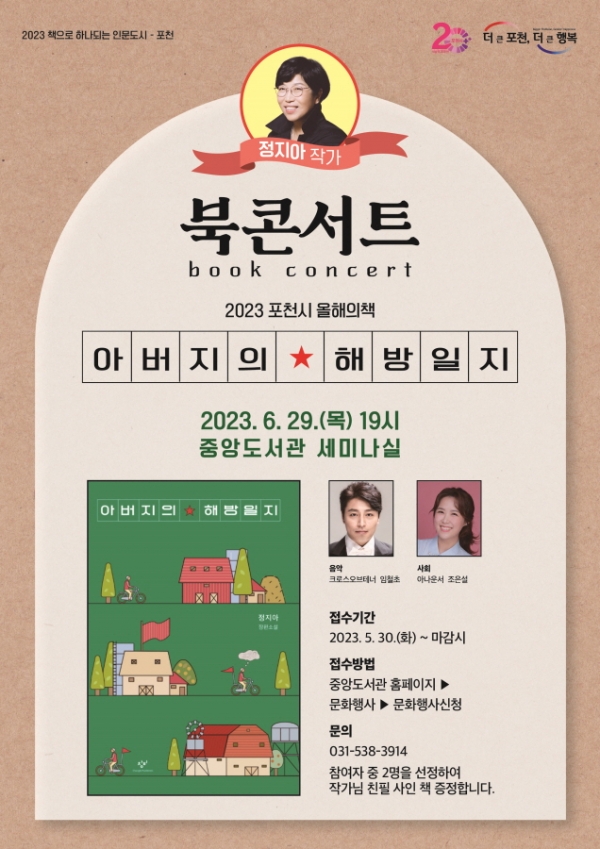 2023 책으로 하나되는 인문도시 - 포천
20
더 큰 포천, 더 큰 행복
정지아 작가
북콘서트
book concert
2023 포천시 올해의책
아버지의★해방일지
2023. 6. 29.(목) 19시
중앙도서관 세미나실
아버지의★해방일지
정지아
장편소설
음악
크로스오브테너 임철초
사회
아나운서 조은설
접수기간
2023. 5. 30.(화) ~ 마감시
접수방법
중앙도서관 홈페이지 ▶
문화행사 ▶ 문화행사신청
문의
031-538-3914
참여자 중 2명을 선정하여
작가님 친필 사인 책 증정합니다.